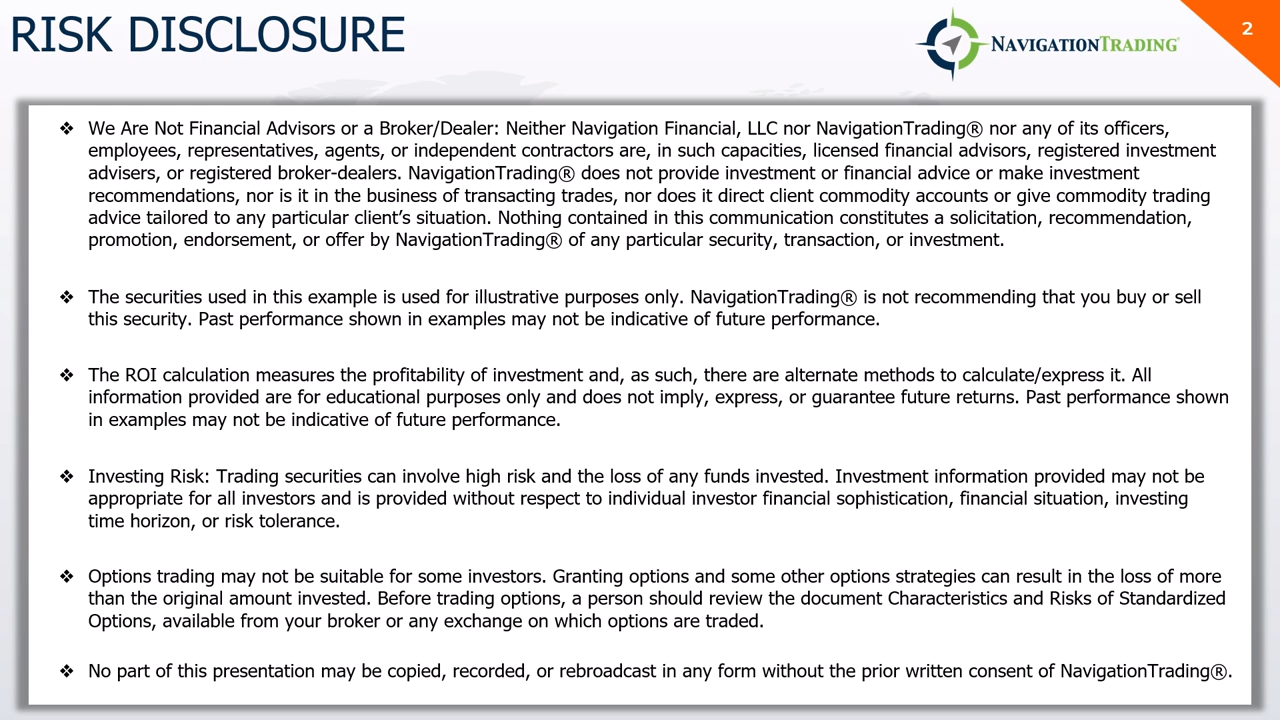 RISK DISCLOSURE
NAVIGATIONTRADING®
2
❖ We Are Not Financial Advisors or a Broker/Dealer: Neither Navigation Financial, LLC nor NavigationTrading® nor any of its officers,
employees, representatives, agents, or independent contractors are, in such capacities, licensed financial advisors, registered investment
advisers, or registered broker-dealers. NavigationTrading® does not provide investment or financial advice or make investment
recommendations, nor is it in the business of transacting trades, nor does it direct client commodity accounts or give commodity trading
advice tailored to any particular client’s situation. Nothing contained in this communication constitutes a solicitation, recommendation,
promotion, endorsement, or offer by NavigationTrading® of any particular security, transaction, or investment.
❖ The securities used in this example is used for illustrative purposes only. NavigationTrading® is not recommending that you buy or sell
this security. Past performance shown in examples may not be indicative of future performance.
❖ The ROI calculation measures the profitability of investment and, as such, there are alternate methods to calculate/express it. All
information provided are for educational purposes only and does not imply, express, or guarantee future returns. Past performance shown
in examples may not be indicative of future performance.
❖ Investing Risk: Trading securities can involve high risk and the loss of any funds invested. Investment information provided may not be
appropriate for all investors and is provided without respect to individual investor financial sophistication, financial situation, investing
time horizon, or risk tolerance.
❖ Options trading may not be suitable for some investors. Granting options and some other options strategies can result in the loss of more
than the original amount invested. Before trading options, a person should review the document Characteristics and Risks of Standardized
Options, available from your broker or any exchange on which options are traded.
❖ No part of this presentation may be copied, recorded, or rebroadcast in any form without the prior written consent of NavigationTrading®.